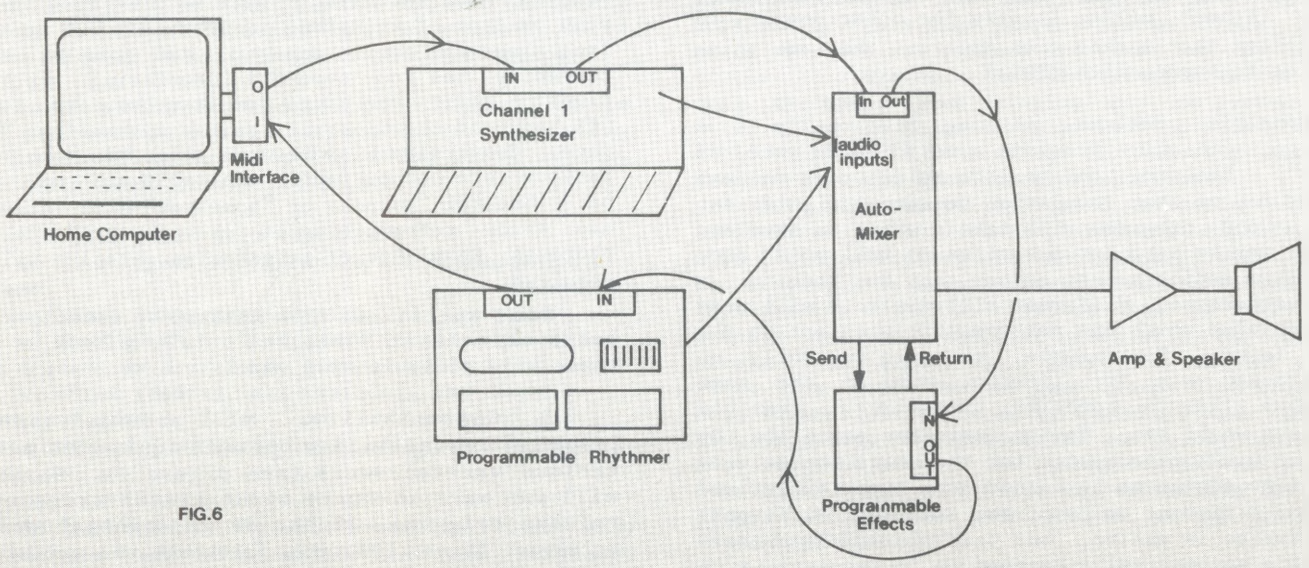 O
I
Midi
Interface
Home Computer
IN OUT
Channel 1
Synthesizer
In Out
[audio
inputs]
Auto-
Mixer
OUT IN
Programmable Rhythmer
Send
Return
IN
OUT
Programmable
Effects
Amp & Speaker
FIG.6